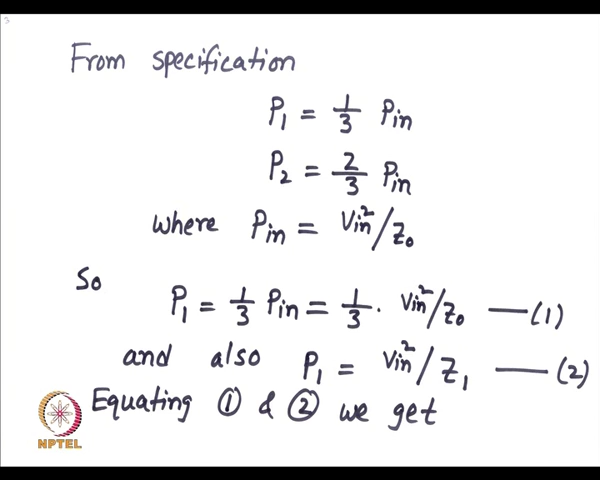 3
From specification
P₁ = 1/3 Pin
P₂ = 2/3 Pin
where Pin = Vin²/Z₀
So
P₁ = 1/3 Pin = 1/3 · Vin²/Z₀ —(1)
and also P₁ = Vin²/Z₁ —(2)
Equating ① & ② we get
NPTEL